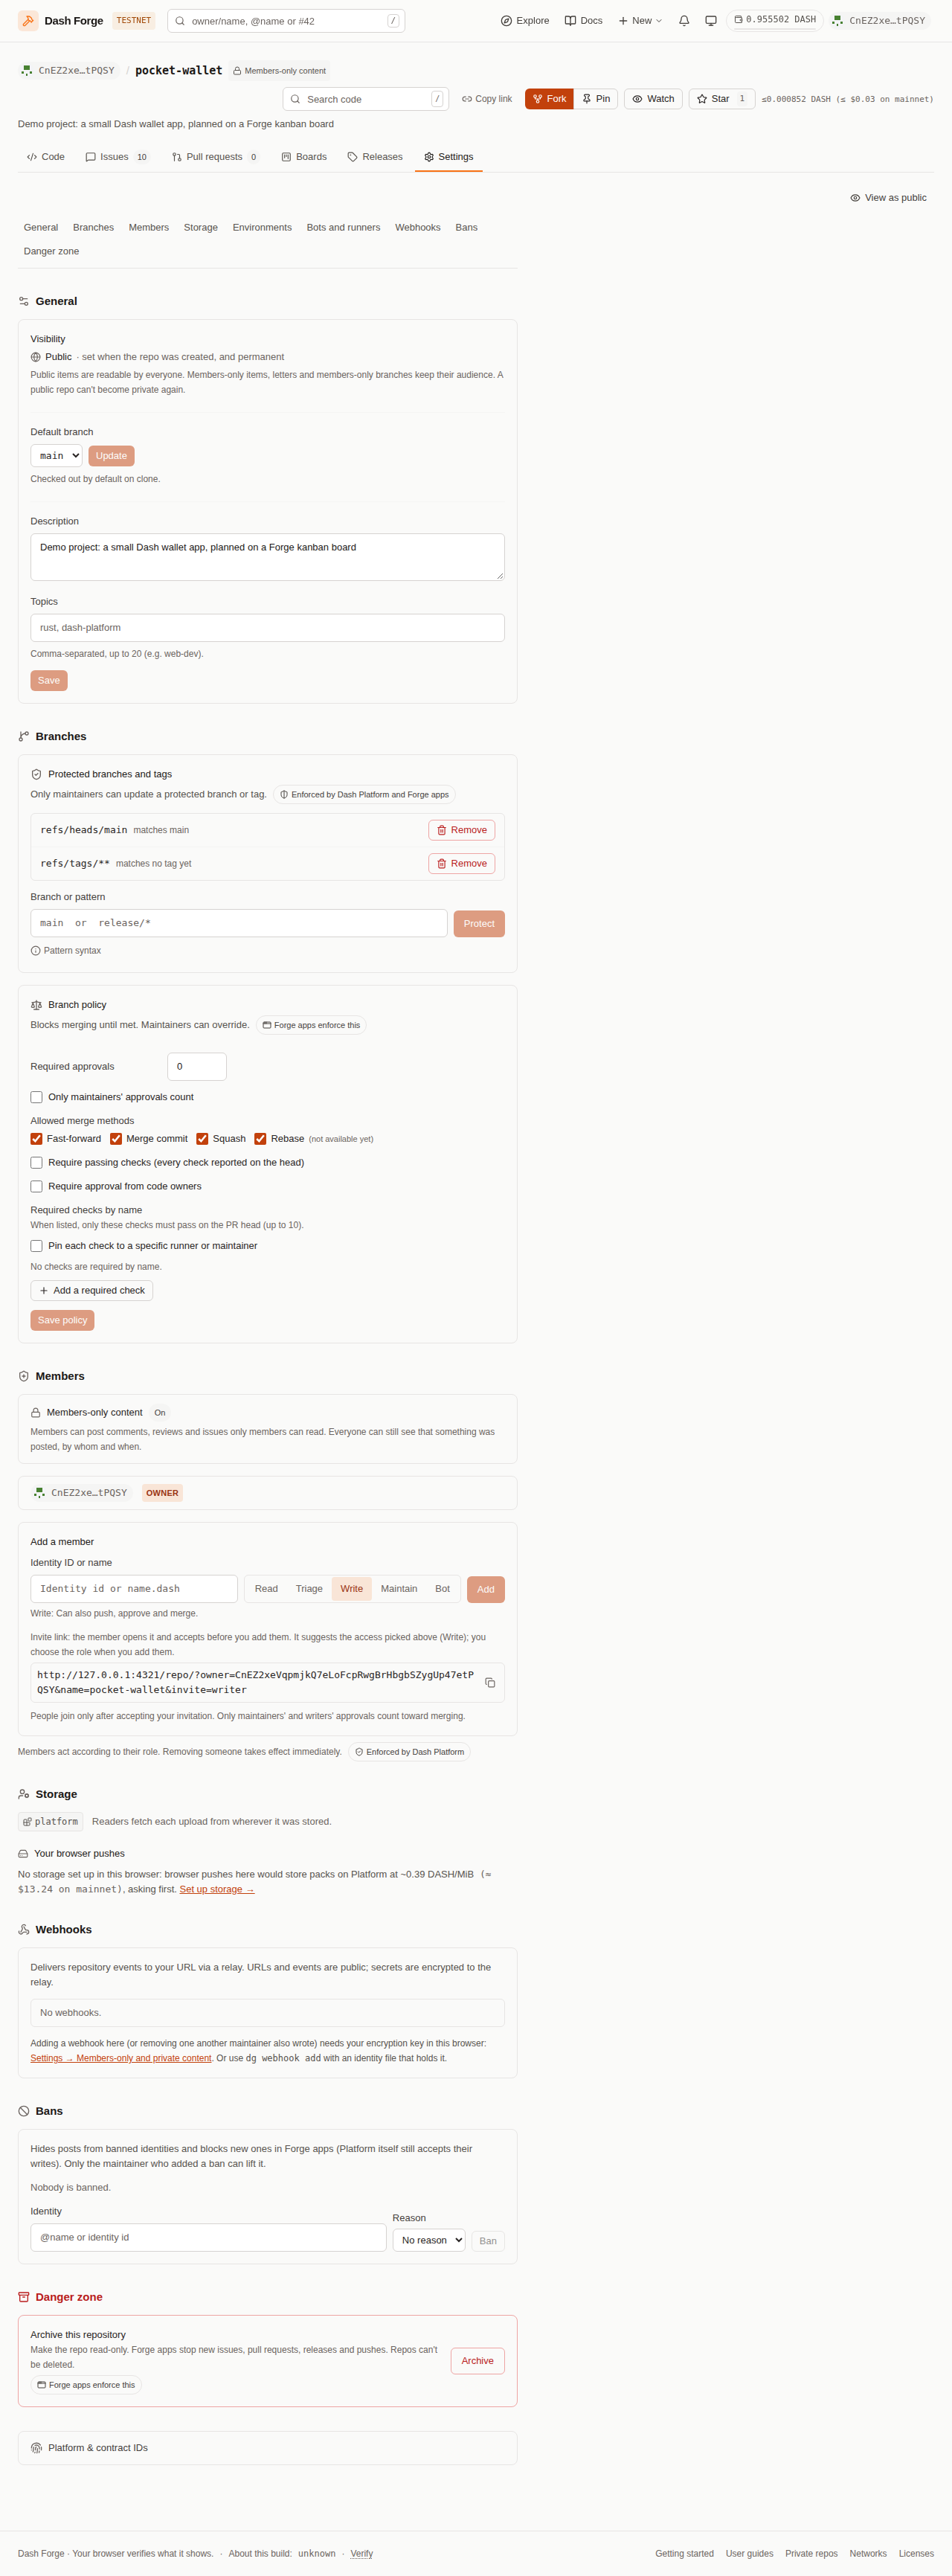 Dash Forge TESTNET owner/name, @name or #42 / Explore Docs New 0.955502 DASH CnEZ2xe…tPQSY
CnEZ2xe…tPQSY / pocket-wallet Members-only content
Search code / Copy link Fork Pin Watch Star 1 ≤0.000852 DASH (≤ $0.03 on mainnet)
Demo project: a small Dash wallet app, planned on a Forge kanban board
Code Issues 10 Pull requests 0 Boards Releases Settings
View as public
General Branches Members Storage Environments Bots and runners Webhooks Bans
Danger zone
General
Visibility
Public · set when the repo was created, and permanent
Public items are readable by everyone. Members-only items, letters and members-only branches keep their audience. A
public repo can't become private again.
Default branch
main Update
Checked out by default on clone.
Description
Demo project: a small Dash wallet app, planned on a Forge kanban board
Topics
rust, dash-platform
Comma-separated, up to 20 (e.g. web-dev).
Save
Branches
Protected branches and tags
Only maintainers can update a protected branch or tag. Enforced by Dash Platform and Forge apps
refs/heads/main matches main Remove
refs/tags/** matches no tag yet Remove
Branch or pattern
main or release/* Protect
Pattern syntax
Branch policy
Blocks merging until met. Maintainers can override. Forge apps enforce this
Required approvals 0
Only maintainers' approvals count
Allowed merge methods
Fast-forward Merge commit Squash Rebase (not available yet)
Require passing checks (every check reported on the head)
Require approval from code owners
Required checks by name
When listed, only these checks must pass on the PR head (up to 10).
Pin each check to a specific runner or maintainer
No checks are required by name.
Add a required check
Save policy
Members
Members-only content On
Members can post comments, reviews and issues only members can read. Everyone can still see that something was
posted, by whom and when.
CnEZ2xe…tPQSY OWNER
Add a member
Identity ID or name
Identity id or name.dash Read Triage Write Maintain Bot Add
Write: Can also push, approve and merge.
Invite link: the member opens it and accepts before you add them. It suggests the access picked above (Write); you
choose the role when you add them.
http://127.0.0.1:4321/repo/?owner=CnEZ2xeVqpmjkQ7eLoFcpRwgBrHbgbSZygUp47etP
QSY&name=pocket-wallet&invite=writer
People join only after accepting your invitation. Only maintainers' and writers' approvals count toward merging.
Members act according to their role. Removing someone takes effect immediately. Enforced by Dash Platform
Storage
platform Readers fetch each upload from wherever it was stored.
Your browser pushes
No storage set up in this browser: browser pushes here would store packs on Platform at ~0.39 DASH/MiB (≈
$13.24 on mainnet), asking first. Set up storage →
Webhooks
Delivers repository events to your URL via a relay. URLs and events are public; secrets are encrypted to the
relay.
No webhooks.
Adding a webhook here (or removing one another maintainer also wrote) needs your encryption key in this browser:
Settings → Members-only and private content. Or use dg webhook add with an identity file that holds it.
Bans
Hides posts from banned identities and blocks new ones in Forge apps (Platform itself still accepts their
writes). Only the maintainer who added a ban can lift it.
Nobody is banned.
Identity Reason
@name or identity id No reason Ban
Danger zone
Archive this repository
Make the repo read-only. Forge apps stop new issues, pull requests, releases and pushes. Repos can't
be deleted.
Archive
Forge apps enforce this
Platform & contract IDs
Dash Forge · Your browser verifies what it shows. · About this build: unknown · Verify Getting started User guides Private repos Networks Licenses